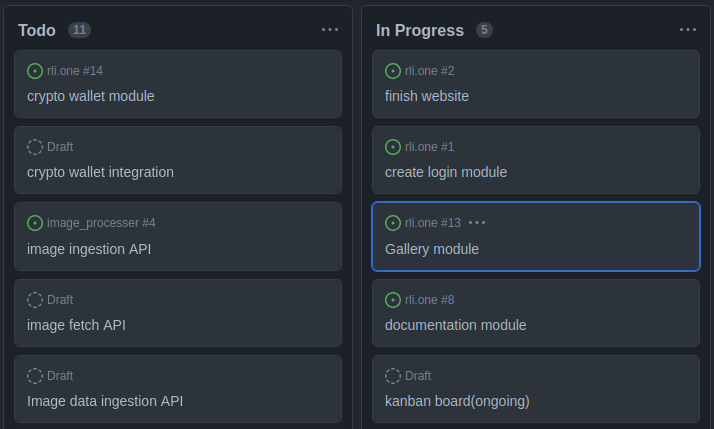 Todo 11
rli.one #14
crypto wallet module
Draft
crypto wallet integration
image_processer #4
image ingestion API
Draft
image fetch API
Draft
Image data ingestion API
In Progress 5
rli.one #2
finish website
rli.one #1
create login module
rli.one #13
Gallery module
rli.one #8
documentation module
Draft
kanban board(ongoing)